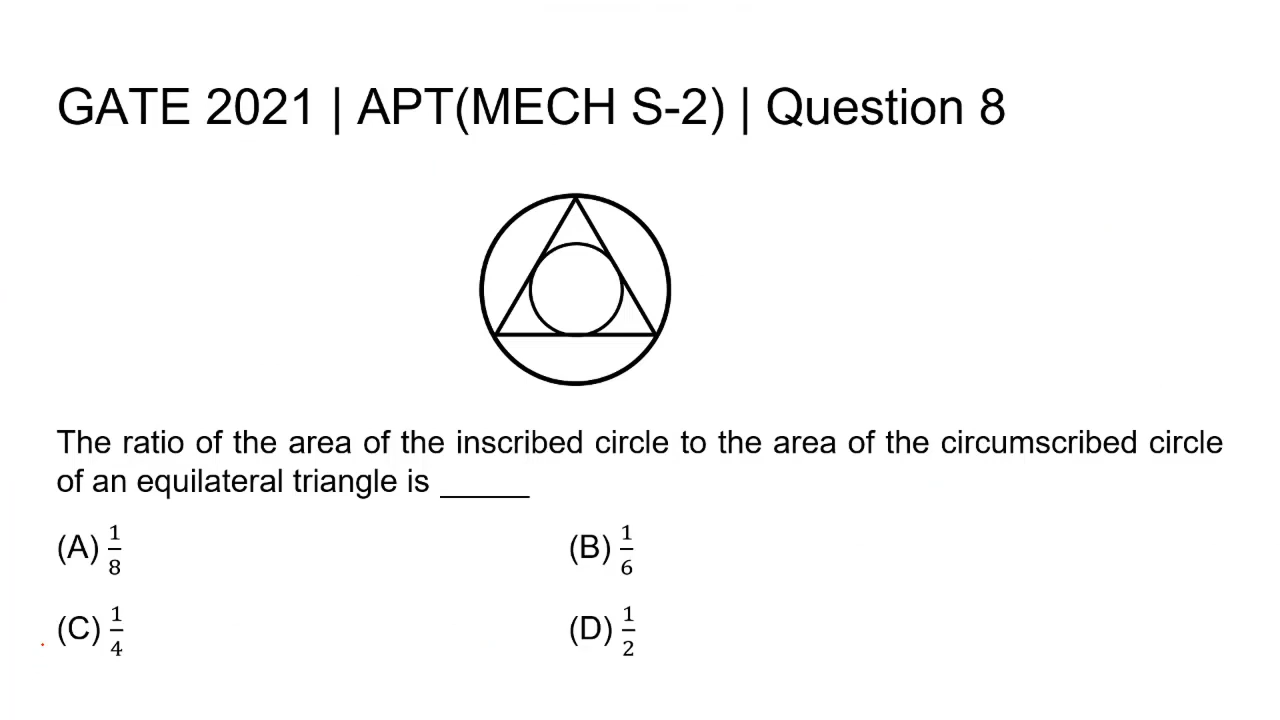 GATE 2021 | APT(MECH S-2) | Question 8
The ratio of the area of the inscribed circle to the area of the circumscribed circle
of an equilateral triangle is _____
(A) 1/8 (B) 1/6
(C) 1/4 (D) 1/2